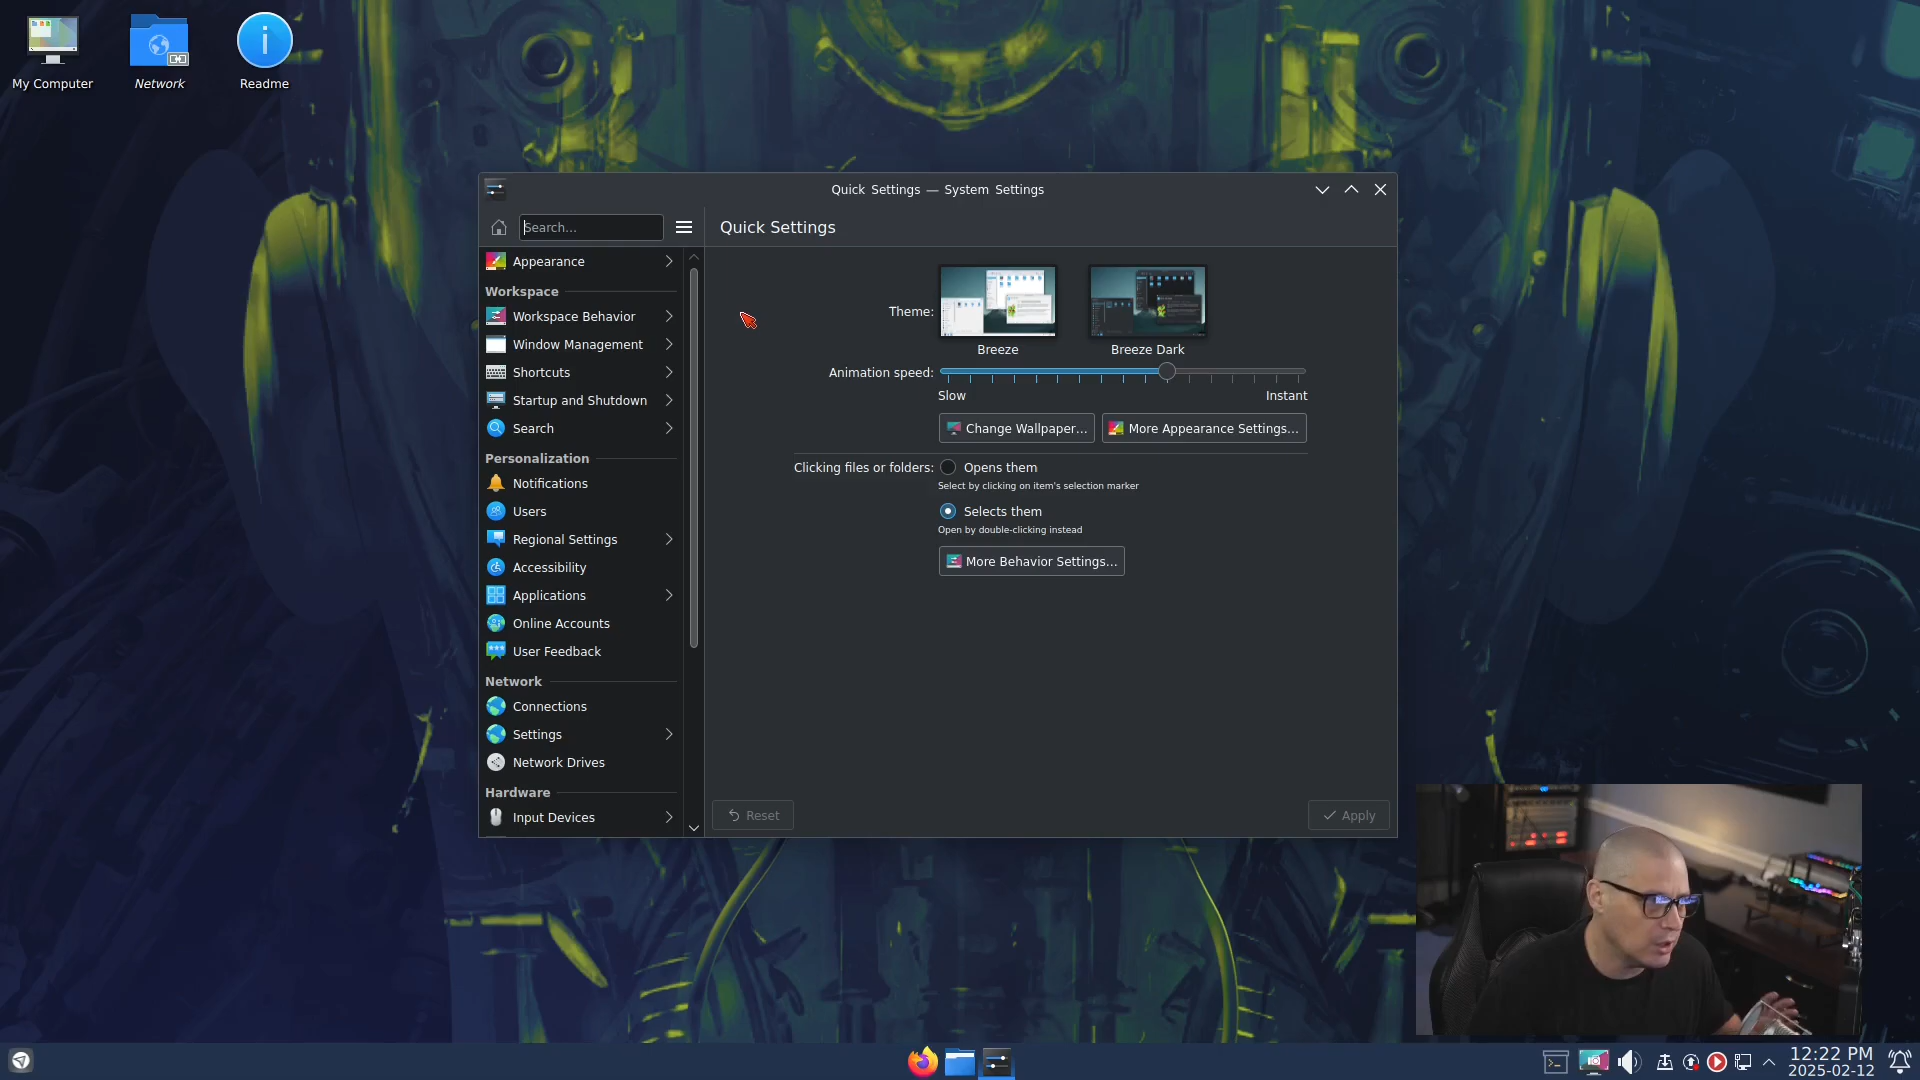 My Computer
Network
Readme
Quick Settings — System Settings
Search...
Quick Settings
Appearance
Workspace
Workspace Behavior
Window Management
Shortcuts
Startup and Shutdown
Search
Personalization
Notifications
Users
Regional Settings
Accessibility
Applications
Online Accounts
User Feedback
Network
Connections
Settings
Network Drives
Hardware
Input Devices
Theme:
Breeze
Breeze Dark
Animation speed:
Slow
Instant
Change Wallpaper...
More Appearance Settings...
Clicking files or folders:
Opens them
Select by clicking on item's selection marker
Selects them
Open by double-clicking instead
More Behavior Settings...
Reset
Apply
12:22 PM
2025-02-12